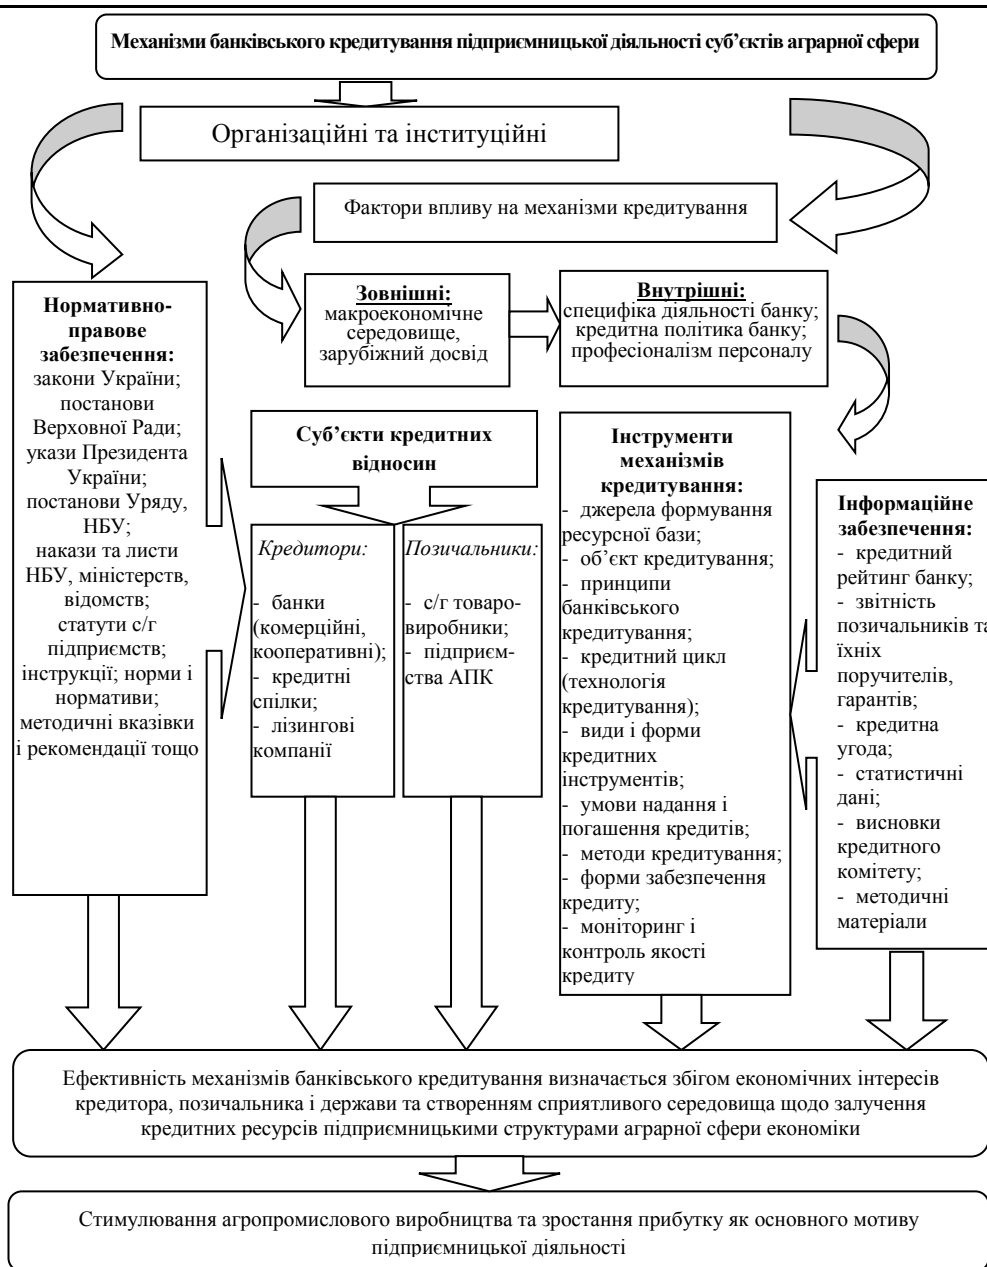 Механізми банківського кредитування підприємницької діяльності суб’єктів аграрної сфери
Організаційні та інституційні
Фактори впливу на механізми кредитування
Зовнішні:
макроекономічне
середовище,
зарубіжний досвід
Внутрішні:
специфіка діяльності банку;
кредитна політика банку;
професіоналізм персоналу
Нормативно-
правове
забезпечення:
закони України;
постанови
Верховної Ради;
укази Президента
України;
постанови Уряду,
НБУ;
накази та листи
НБУ, міністерств,
відомств;
статути с/г
підприємств;
інструкції; норми і
нормативи;
методичні вказівки
і рекомендації тощо
Суб’єкти кредитних
відносин
Кредитори:
- банки
(комерційні,
кооперативні);
- кредитні
спілки;
- лізингові
компанії
Позичальники:
- с/г товаро-
виробники;
- підприєм-
ства АПК
Інструменти
механізмів
кредитування:
- джерела формування
ресурсної бази;
- об’єкт кредитування;
- принципи
банківського
кредитування;
- кредитний цикл
(технологія
кредитування);
- види і форми
кредитних
інструментів;
- умови надання і
погашення кредитів;
- методи кредитування;
- форми забезпечення
кредиту;
- моніторинг і
контроль якості
кредиту
Інформаційне
забезпечення:
- кредитний
рейтинг банку;
- звітність
позичальників та
їхніх
поручителів,
гарантів;
- кредитна
угода;
- статистичні
дані;
- висновки
кредитного
комітету;
- методичні
матеріали
Ефективність механізмів банківського кредитування визначається збігом економічних інтересів
кредитора, позичальника і держави та створенням сприятливого середовища щодо залучення
кредитних ресурсів підприємницькими структурами аграрної сфери економіки
Стимулювання агропромислового виробництва та зростання прибутку як основного мотиву
підприємницької діяльності